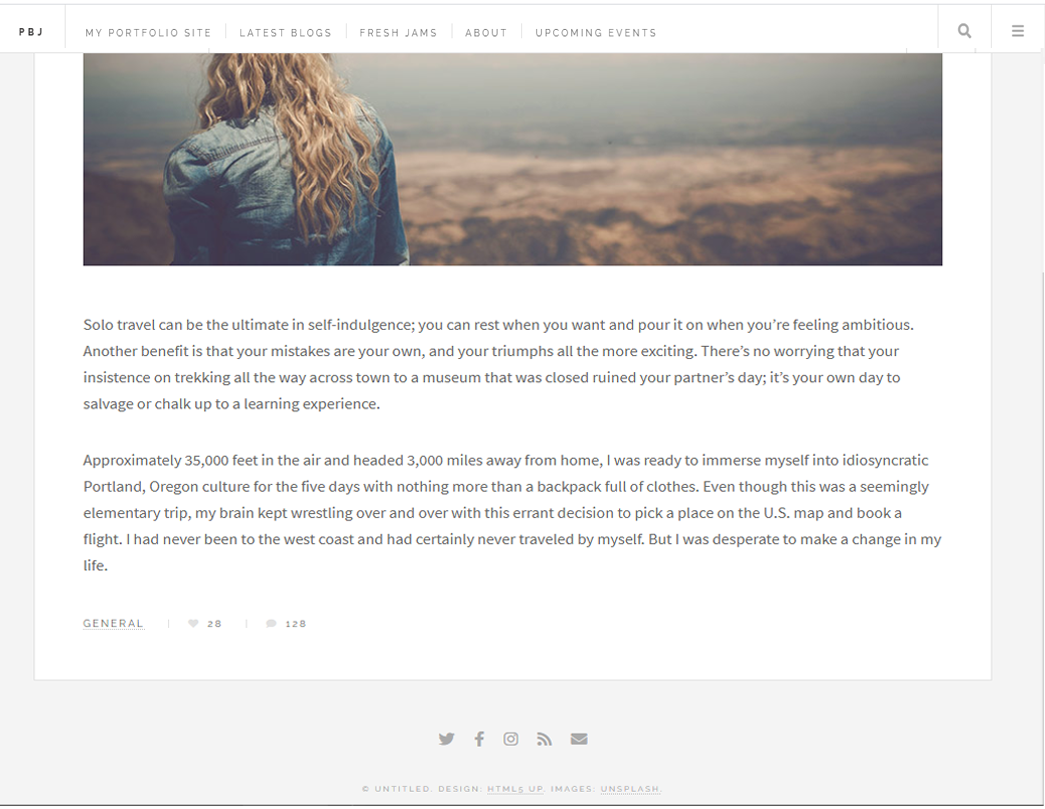 PBJ MY PORTFOLIO SITE LATEST BLOGS FRESH JAMS ABOUT UPCOMING EVENTS
Solo travel can be the ultimate in self-indulgence; you can rest when you want and pour it on when you’re feeling ambitious.
Another benefit is that your mistakes are your own, and your triumphs all the more exciting. There’s no worrying that your
insistence on trekking all the way across town to a museum that was closed ruined your partner’s day; it’s your own day to
salvage or chalk up to a learning experience.
Approximately 35,000 feet in the air and headed 3,000 miles away from home, I was ready to immerse myself into idiosyncratic
Portland, Oregon culture for the five days with nothing more than a backpack full of clothes. Even though this was a seemingly
elementary trip, my brain kept wrestling over and over with this errant decision to pick a place on the U.S. map and book a
flight. I had never been to the west coast and had certainly never traveled by myself. But I was desperate to make a change in my
life.
GENERAL 28 128
© UNTITLED. DESIGN: HTML5 UP. IMAGES: UNSPLASH.